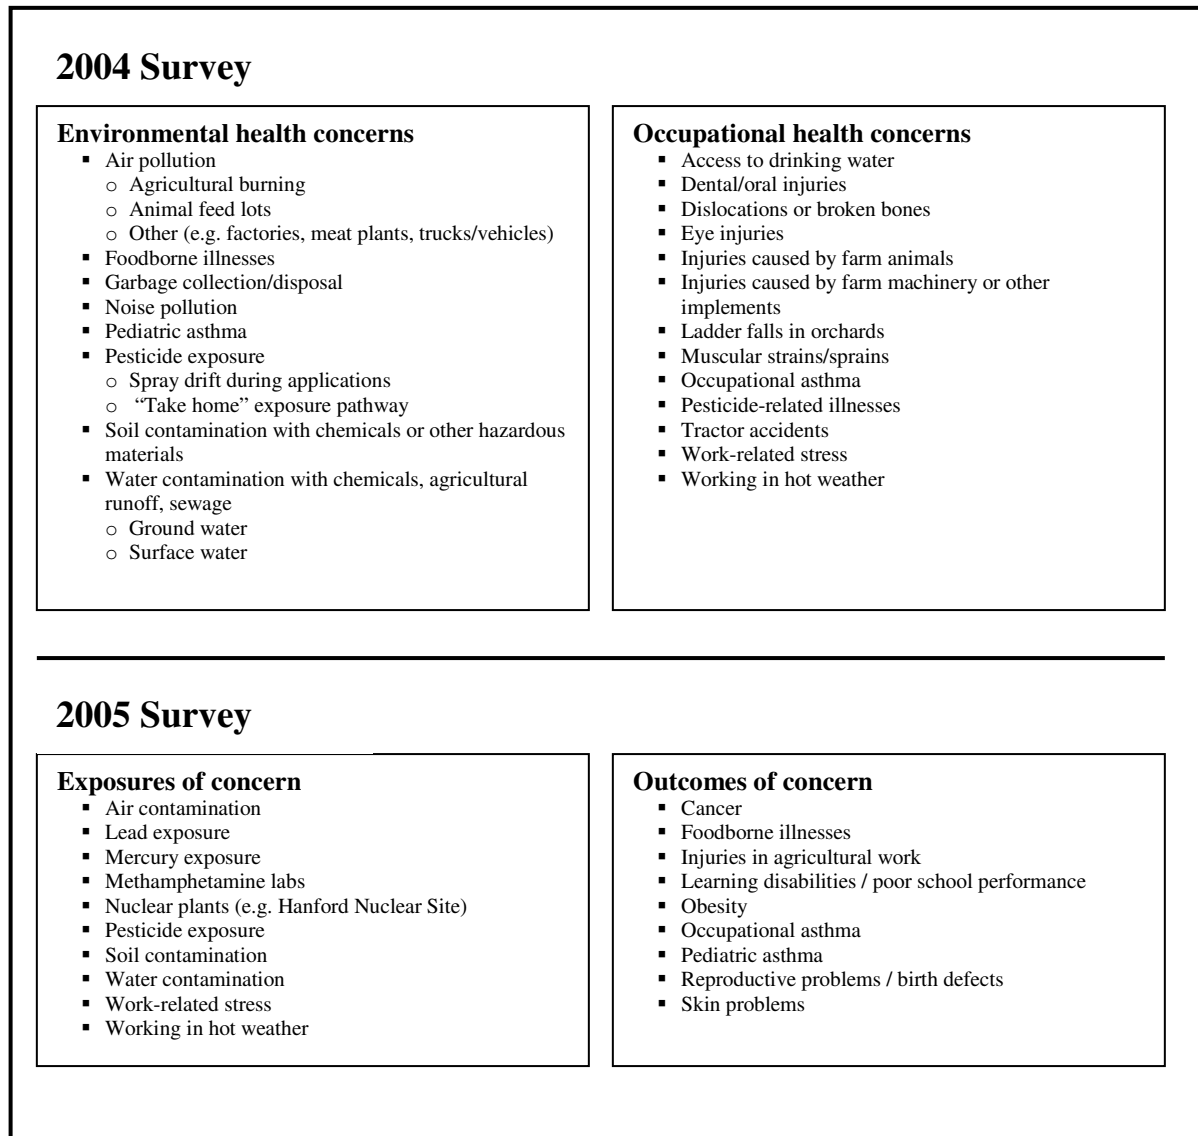 2004 Survey
Environmental health concerns
▪ Air pollution
o Agricultural burning
o Animal feed lots
o Other (e.g. factories, meat plants, trucks/vehicles)
▪ Foodborne illnesses
▪ Garbage collection/disposal
▪ Noise pollution
▪ Pediatric asthma
▪ Pesticide exposure
o Spray drift during applications
o “Take home” exposure pathway
▪ Soil contamination with chemicals or other hazardous
materials
▪ Water contamination with chemicals, agricultural
runoff, sewage
o Ground water
o Surface water
Occupational health concerns
▪ Access to drinking water
▪ Dental/oral injuries
▪ Dislocations or broken bones
▪ Eye injuries
▪ Injuries caused by farm animals
▪ Injuries caused by farm machinery or other
implements
▪ Ladder falls in orchards
▪ Muscular strains/sprains
▪ Occupational asthma
▪ Pesticide-related illnesses
▪ Tractor accidents
▪ Work-related stress
▪ Working in hot weather
2005 Survey
Exposures of concern
▪ Air contamination
▪ Lead exposure
▪ Mercury exposure
▪ Methamphetamine labs
▪ Nuclear plants (e.g. Hanford Nuclear Site)
▪ Pesticide exposure
▪ Soil contamination
▪ Water contamination
▪ Work-related stress
▪ Working in hot weather
Outcomes of concern
▪ Cancer
▪ Foodborne illnesses
▪ Injuries in agricultural work
▪ Learning disabilities / poor school performance
▪ Obesity
▪ Occupational asthma
▪ Pediatric asthma
▪ Reproductive problems / birth defects
▪ Skin problems